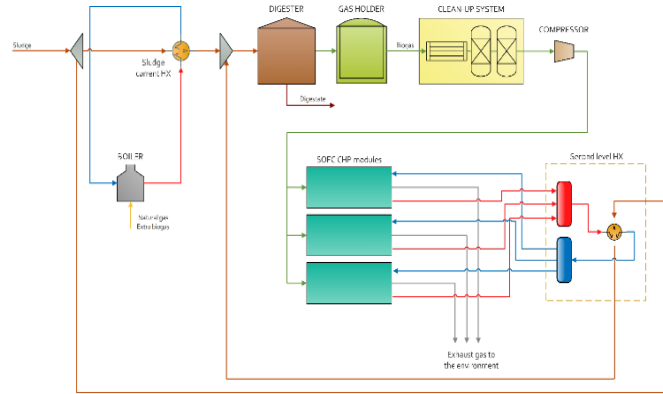 DIGESTER
GAS HOLDER
CLEAN-UP SYSTEM
COMPRESSOR
Sludge
Sludge
current HX
Biogas
Digestate
BOILER
Natural gas
Extra biogas
SOFC CHP modules
Second level HX
Exhaust gas to
the environment